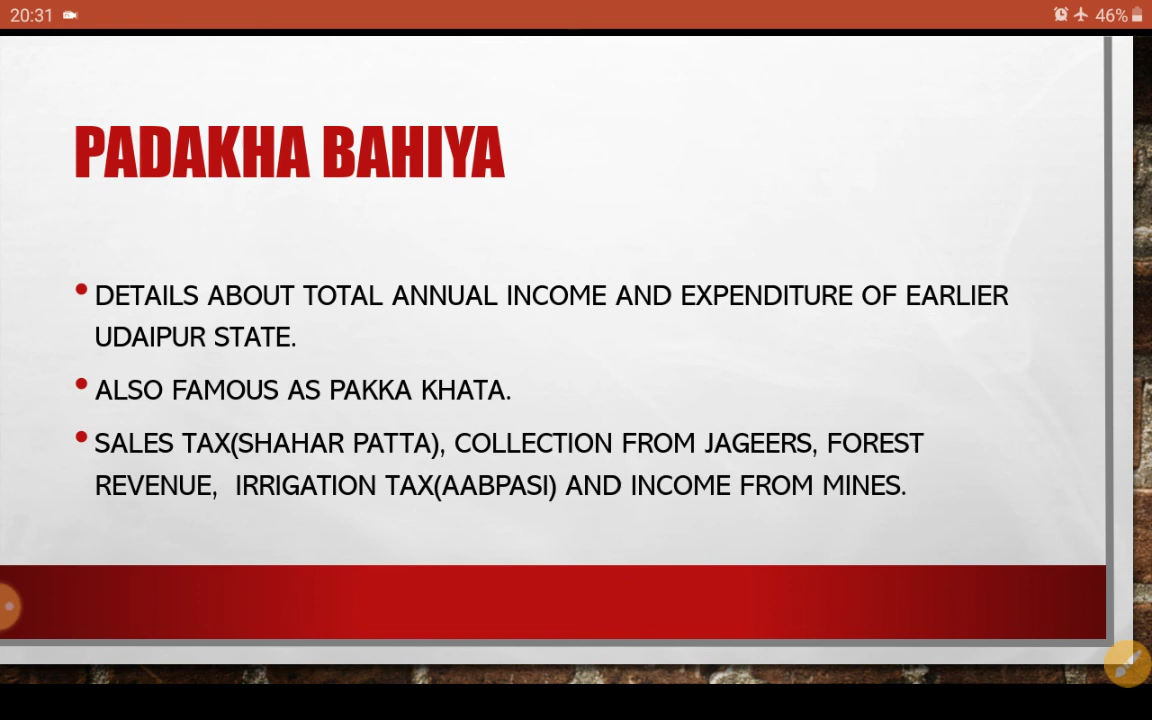 20:31
46%
PADAKHA BAHIYA
• DETAILS ABOUT TOTAL ANNUAL INCOME AND EXPENDITURE OF EARLIER
UDAIPUR STATE.
• ALSO FAMOUS AS PAKKA KHATA.
• SALES TAX(SHAHAR PATTA), COLLECTION FROM JAGEERS, FOREST
REVENUE,  IRRIGATION TAX(AABPASI) AND INCOME FROM MINES.